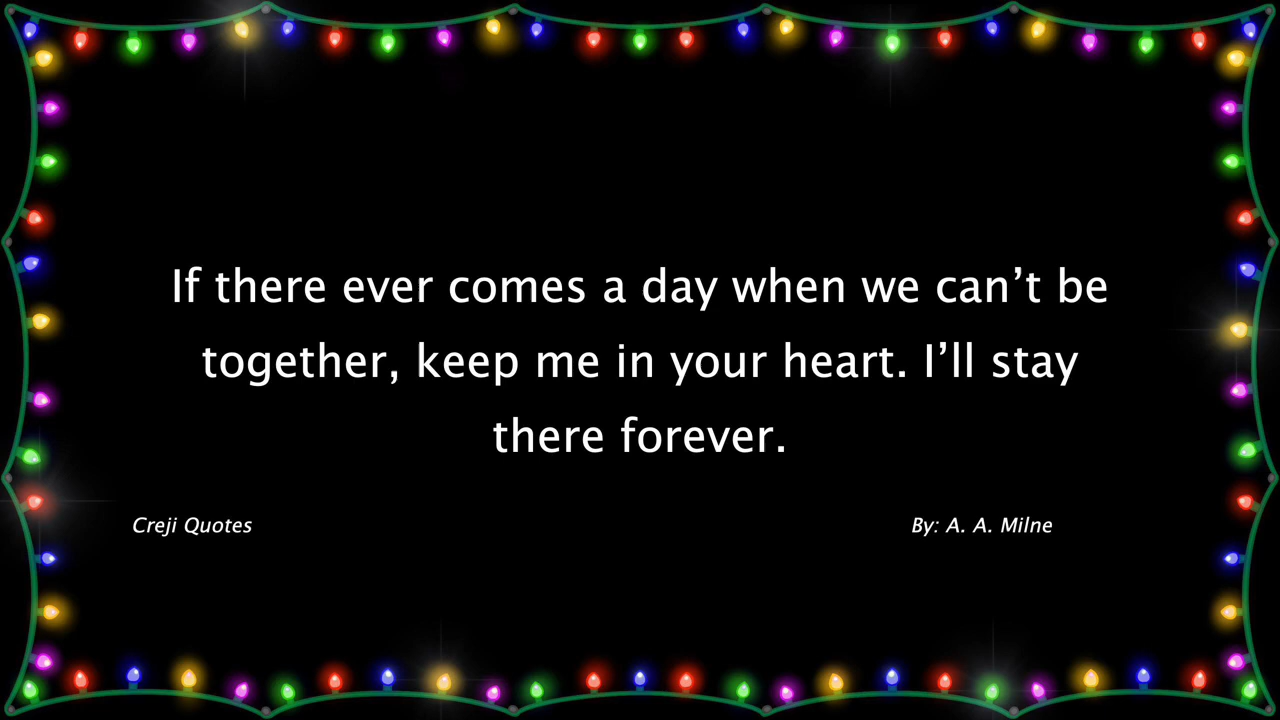 If there ever comes a day when we can’t be
together, keep me in your heart. I’ll stay
there forever.
Creji Quotes
By: A. A. Milne